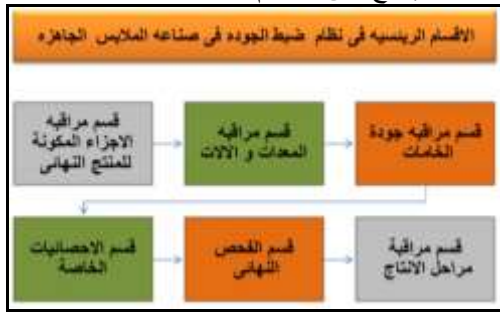 الاقسام الرئيسيه فى نظام ضبط الجوده فى صناعه الملابس الجاهزه
قسم مراقبه جودة
الخامات
قسم مراقبه
المعدات و الالات
قسم مراقبه
الاجزاء المكونة
للمنتج النهائى
قسم مراقبة
مراحل الانتاج
قسم الفحص
النهائى
قسم الاحصائيات
الخاصة